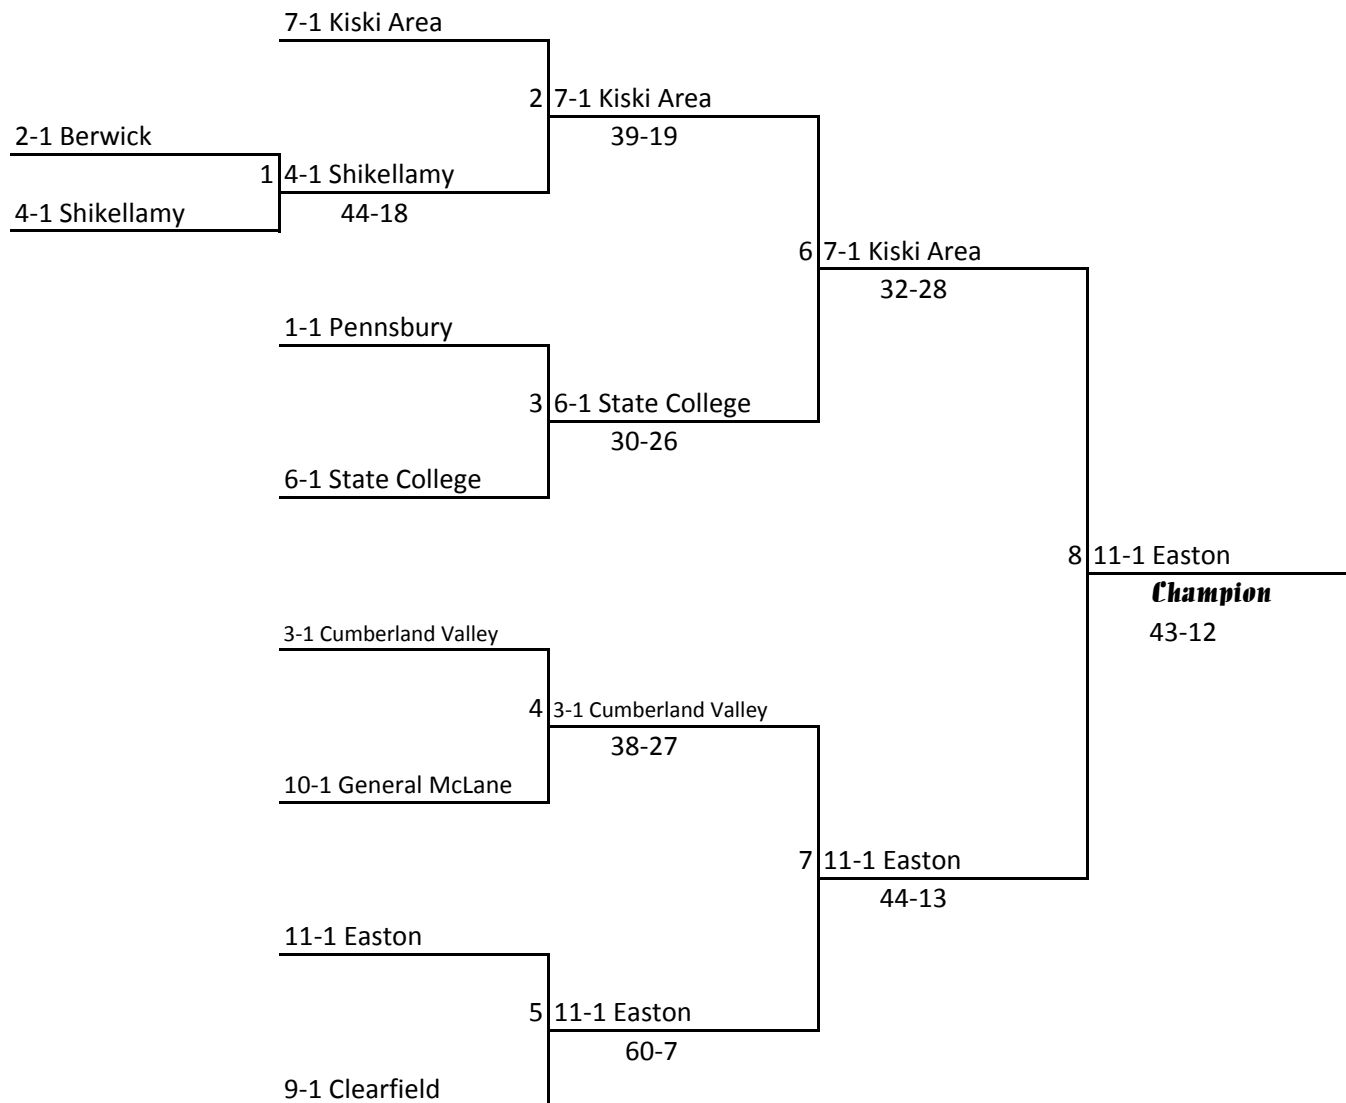 7-1 Kiski Area
2 7-1 Kiski Area
39-19
2-1 Berwick
1 4-1 Shikellamy
44-18
4-1 Shikellamy
6 7-1 Kiski Area
32-28
1-1 Pennsbury
3 6-1 State College
30-26
6-1 State College
8 11-1 Easton
Champion
43-12
3-1 Cumberland Valley
4 3-1 Cumberland Valley
38-27
10-1 General McLane
7 11-1 Easton
44-13
11-1 Easton
5 11-1 Easton
60-7
9-1 Clearfield